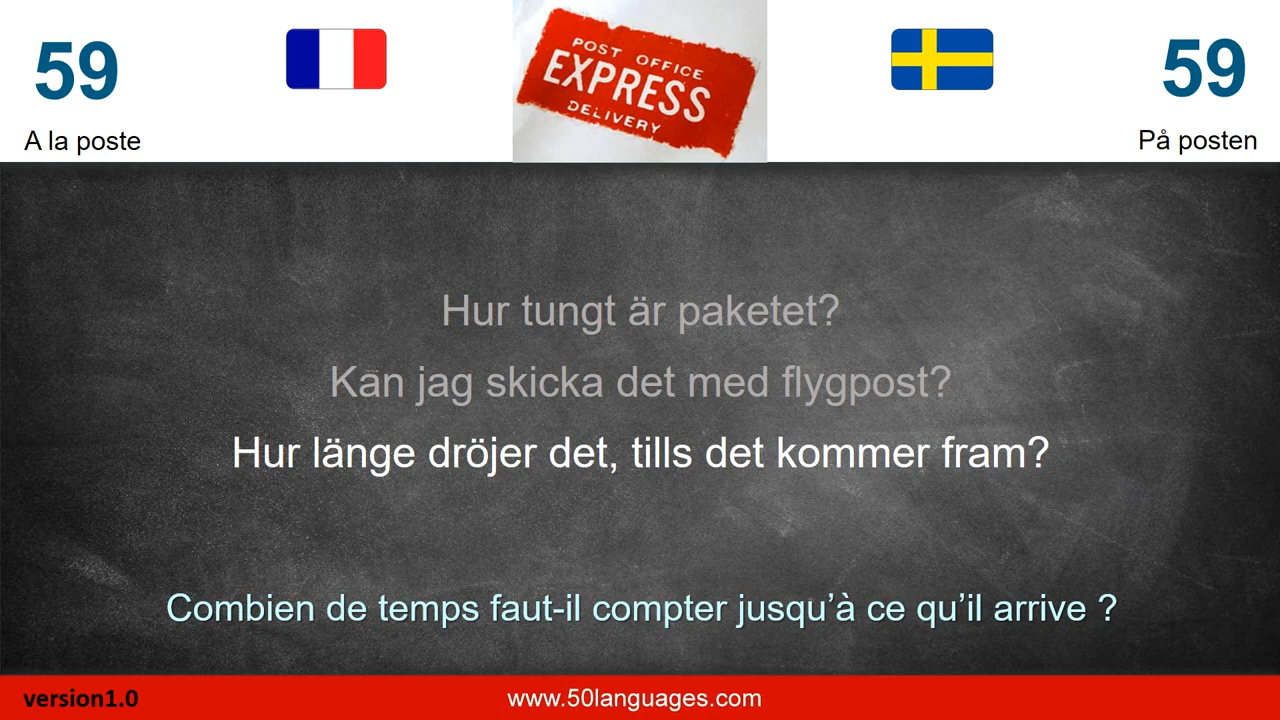 59
A la poste
POST OFFICE
EXPRESS
DELIVERY
59
På posten
Hur tungt är paketet?
Kan jag skicka det med flygpost?
Hur länge dröjer det, tills det kommer fram?
Combien de temps faut-il compter jusqu’à ce qu’il arrive ?
version1.0
www.50languages.com